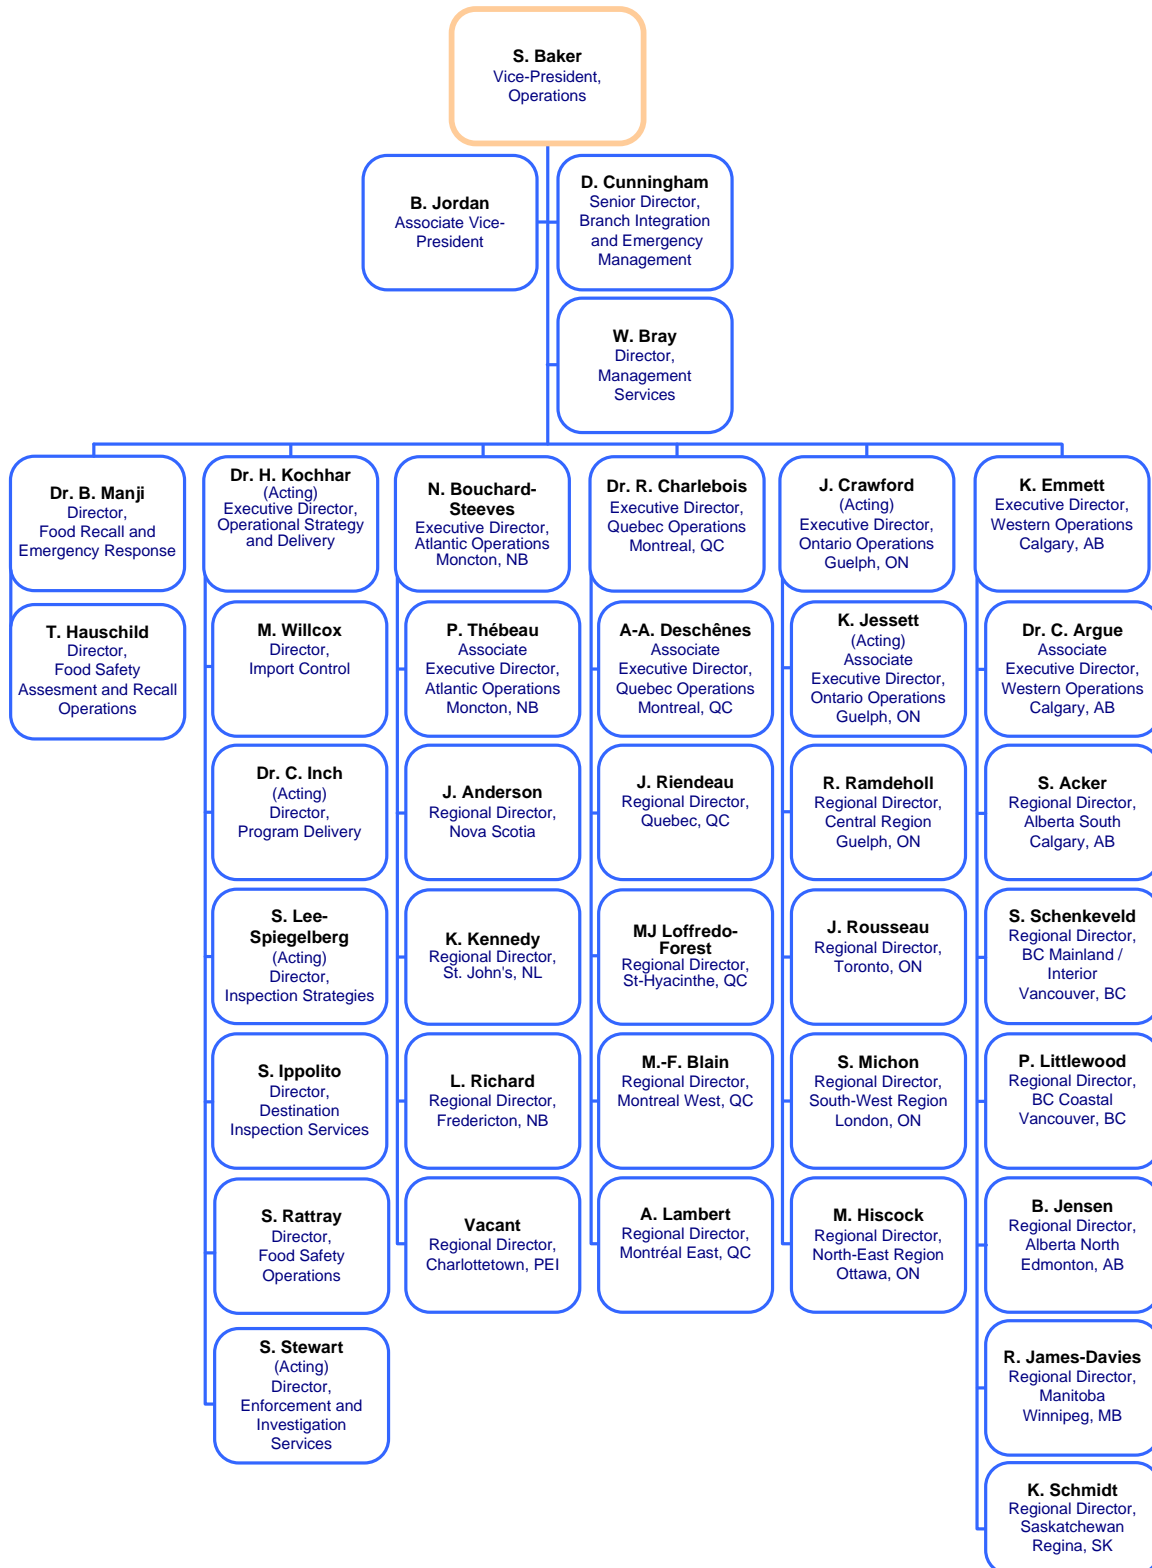 S. Baker
Vice-President,
Operations
B. Jordan
Associate Vice-
President
D. Cunningham
Senior Director,
Branch Integration
and Emergency
Management
W. Bray
Director,
Management
Services
Dr. B. Manji
Director,
Food Recall and
Emergency Response
T. Hauschild
Director,
Food Safety
Assesment and Recall
Operations
Dr. H. Kochhar
(Acting)
Executive Director,
Operational Strategy
and Delivery
M. Willcox
Director,
Import Control
Dr. C. Inch
(Acting)
Director,
Program Delivery
S. Lee-
Spiegelberg
(Acting)
Director,
Inspection Strategies
S. Ippolito
Director,
Destination
Inspection Services
S. Rattray
Director,
Food Safety
Operations
S. Stewart
(Acting)
Director,
Enforcement and
Investigation
Services
N. Bouchard-
Steeves
Executive Director,
Atlantic Operations
Moncton, NB
P. Thébeau
Associate
Executive Director,
Atlantic Operations
Moncton, NB
J. Anderson
Regional Director,
Nova Scotia
K. Kennedy
Regional Director,
St. John's, NL
L. Richard
Regional Director,
Fredericton, NB
Vacant
Regional Director,
Charlottetown, PEI
Dr. R. Charlebois
Executive Director,
Quebec Operations
Montreal, QC
A-A. Deschênes
Associate
Executive Director,
Quebec Operations
Montreal, QC
J. Riendeau
Regional Director,
Quebec, QC
MJ Loffredo-
Forest
Regional Director,
St-Hyacinthe, QC
M.-F. Blain
Regional Director,
Montreal West, QC
A. Lambert
Regional Director,
Montréal East, QC
J. Crawford
(Acting)
Executive Director,
Ontario Operations
Guelph, ON
K. Jessett
(Acting)
Associate
Executive Director,
Ontario Operations
Guelph, ON
R. Ramdeholl
Regional Director,
Central Region
Guelph, ON
J. Rousseau
Regional Director,
Toronto, ON
S. Michon
Regional Director,
South-West Region
London, ON
M. Hiscock
Regional Director,
North-East Region
Ottawa, ON
K. Emmett
Executive Director,
Western Operations
Calgary, AB
Dr. C. Argue
Associate
Executive Director,
Western Operations
Calgary, AB
S. Acker
Regional Director,
Alberta South
Calgary, AB
S. Schenkeveld
Regional Director,
BC Mainland /
Interior
Vancouver, BC
P. Littlewood
Regional Director,
BC Coastal
Vancouver, BC
B. Jensen
Regional Director,
Alberta North
Edmonton, AB
R. James-Davies
Regional Director,
Manitoba
Winnipeg, MB
K. Schmidt
Regional Director,
Saskatchewan
Regina, SK